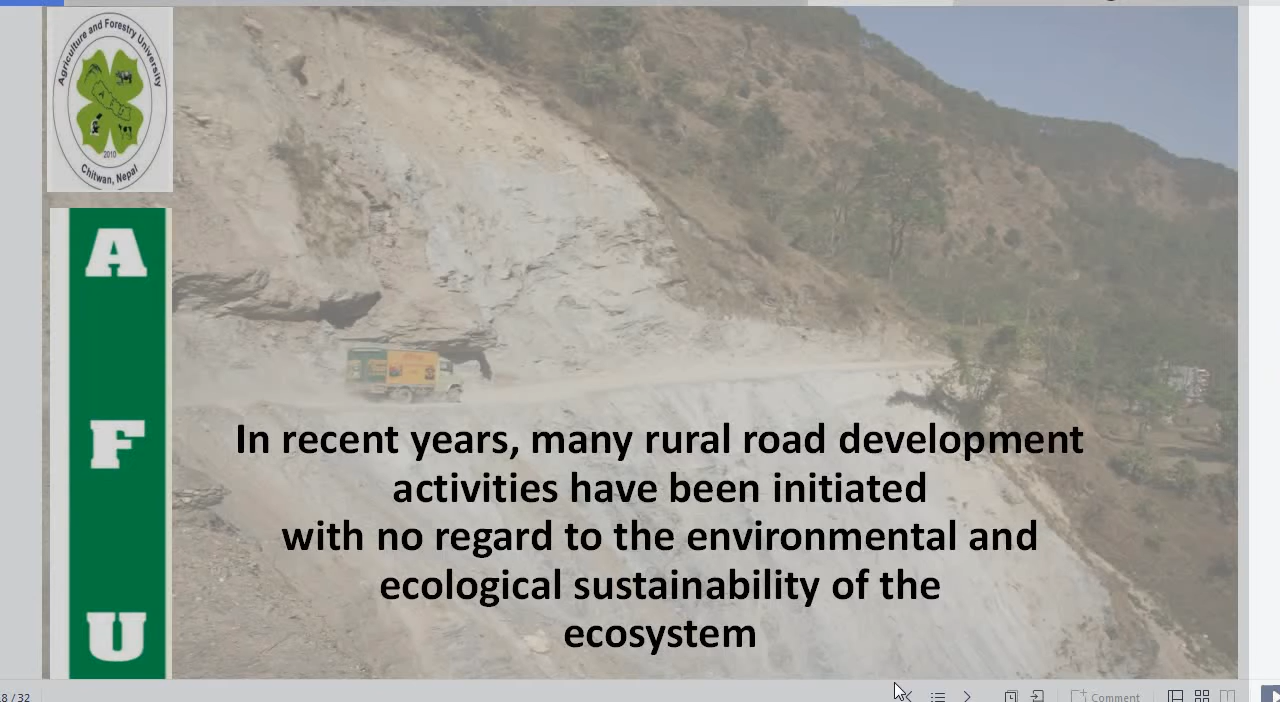 Agriculture and Forestry University
2010
Chitwan, Nepal
A
F
U
In recent years, many rural road development
activities have been initiated
with no regard to the environmental and
ecological sustainability of the
ecosystem
8 / 32
Comment